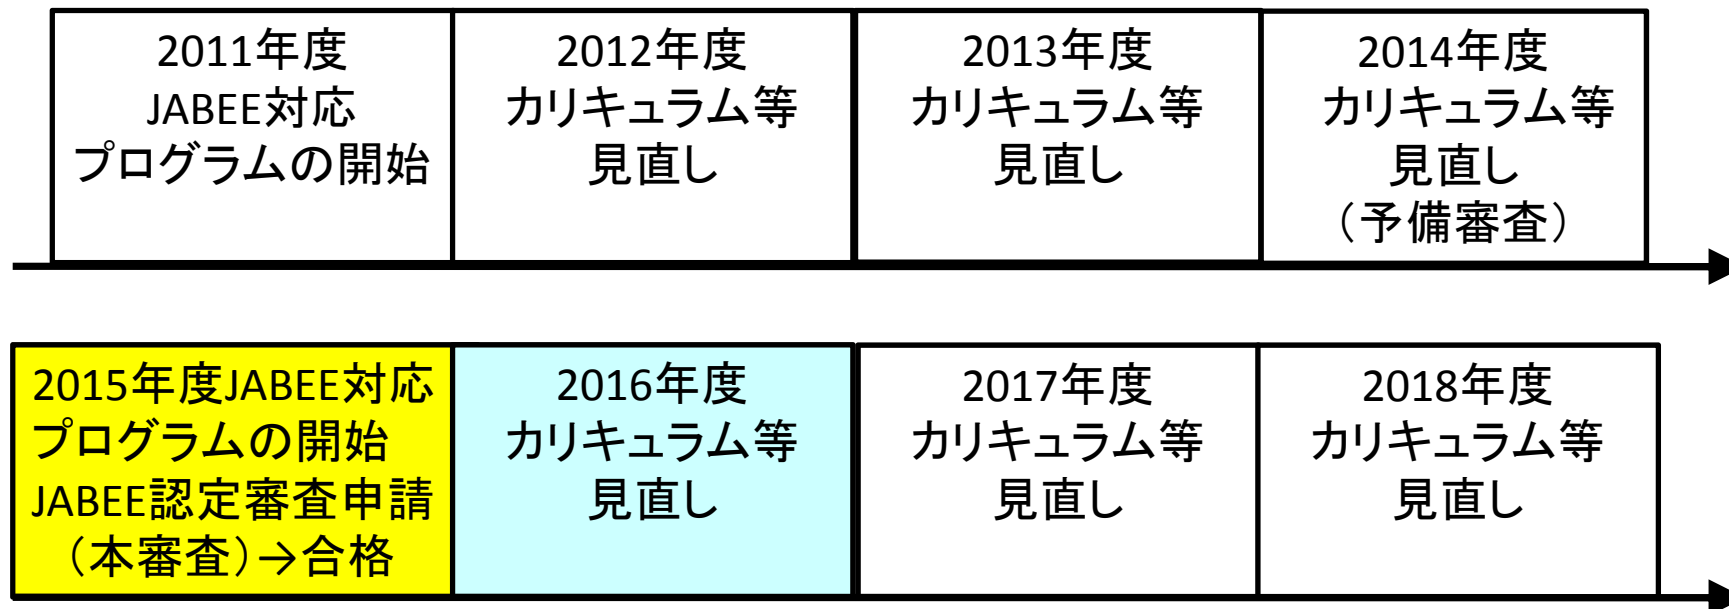 2011年度
JABEE対応
プログラムの開始
2012年度
カリキュラム等
見直し
2013年度
カリキュラム等
見直し
2014年度
カリキュラム等
見直し
（予備審査）
2015年度JABEE対応
プログラムの開始
JABEE認定審査申請
（本審査）→合格
2016年度
カリキュラム等
見直し
2017年度
カリキュラム等
見直し
2018年度
カリキュラム等
見直し